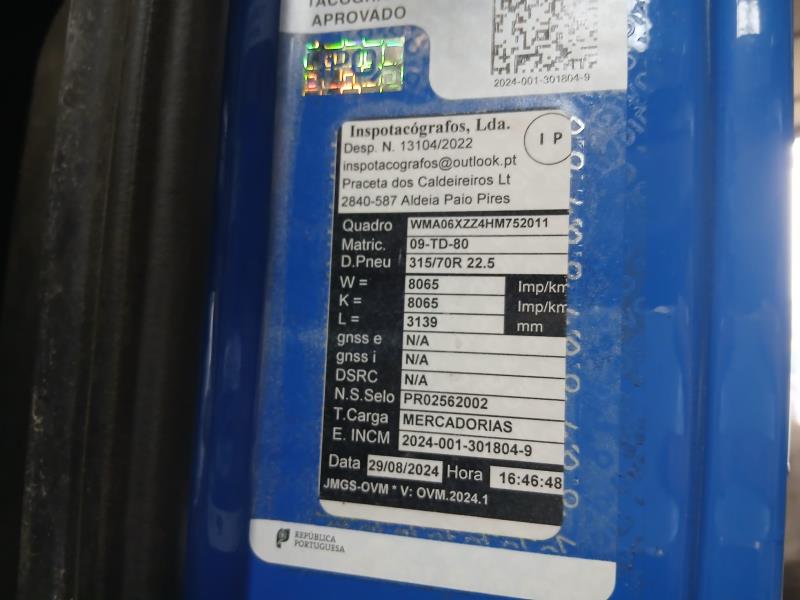 APROVADO
2024-001-301804-9
Inspotacógrafos, Lda.
I P
Desp. N. 13104/2022
inspotacografos@outlook.pt
Praceta dos Caldeireiros Lt
2840-587 Aldeia Paio Pires
Quadro WMA06XZZ4HM752011
Matric. 09-TD-80
D.Pneu 315/70R 22.5
W = 8065 Imp/km
K = 8065 Imp/km
L = 3139 mm
gnss e N/A
gnss i N/A
DSRC N/A
N.S.Selo PR02562002
T.Carga MERCADORIAS
E. INCM 2024-001-301804-9
Data 29/08/2024 Hora 16:46:48
JMGS-OVM * V: OVM.2024.1
REPÚBLICA
PORTUGUESA